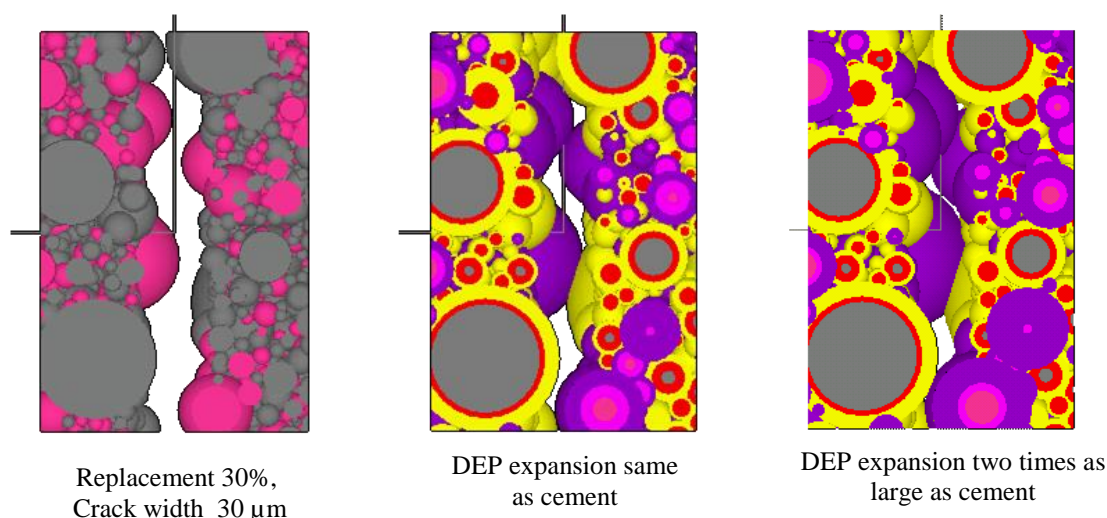 Replacement 30%,
Crack width 30 µm
DEP expansion same
as cement
DEP expansion two times as
large as cement